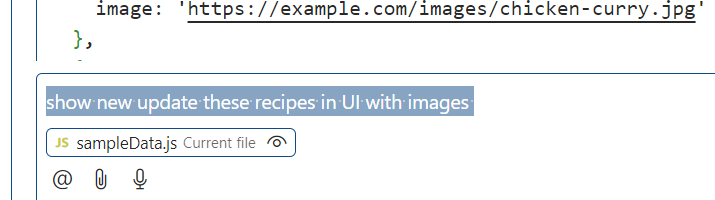 image: 'https://example.com/images/chicken-curry.jpg'
},
show new update these recipes in UI with images
JS sampleData.js Current file
@